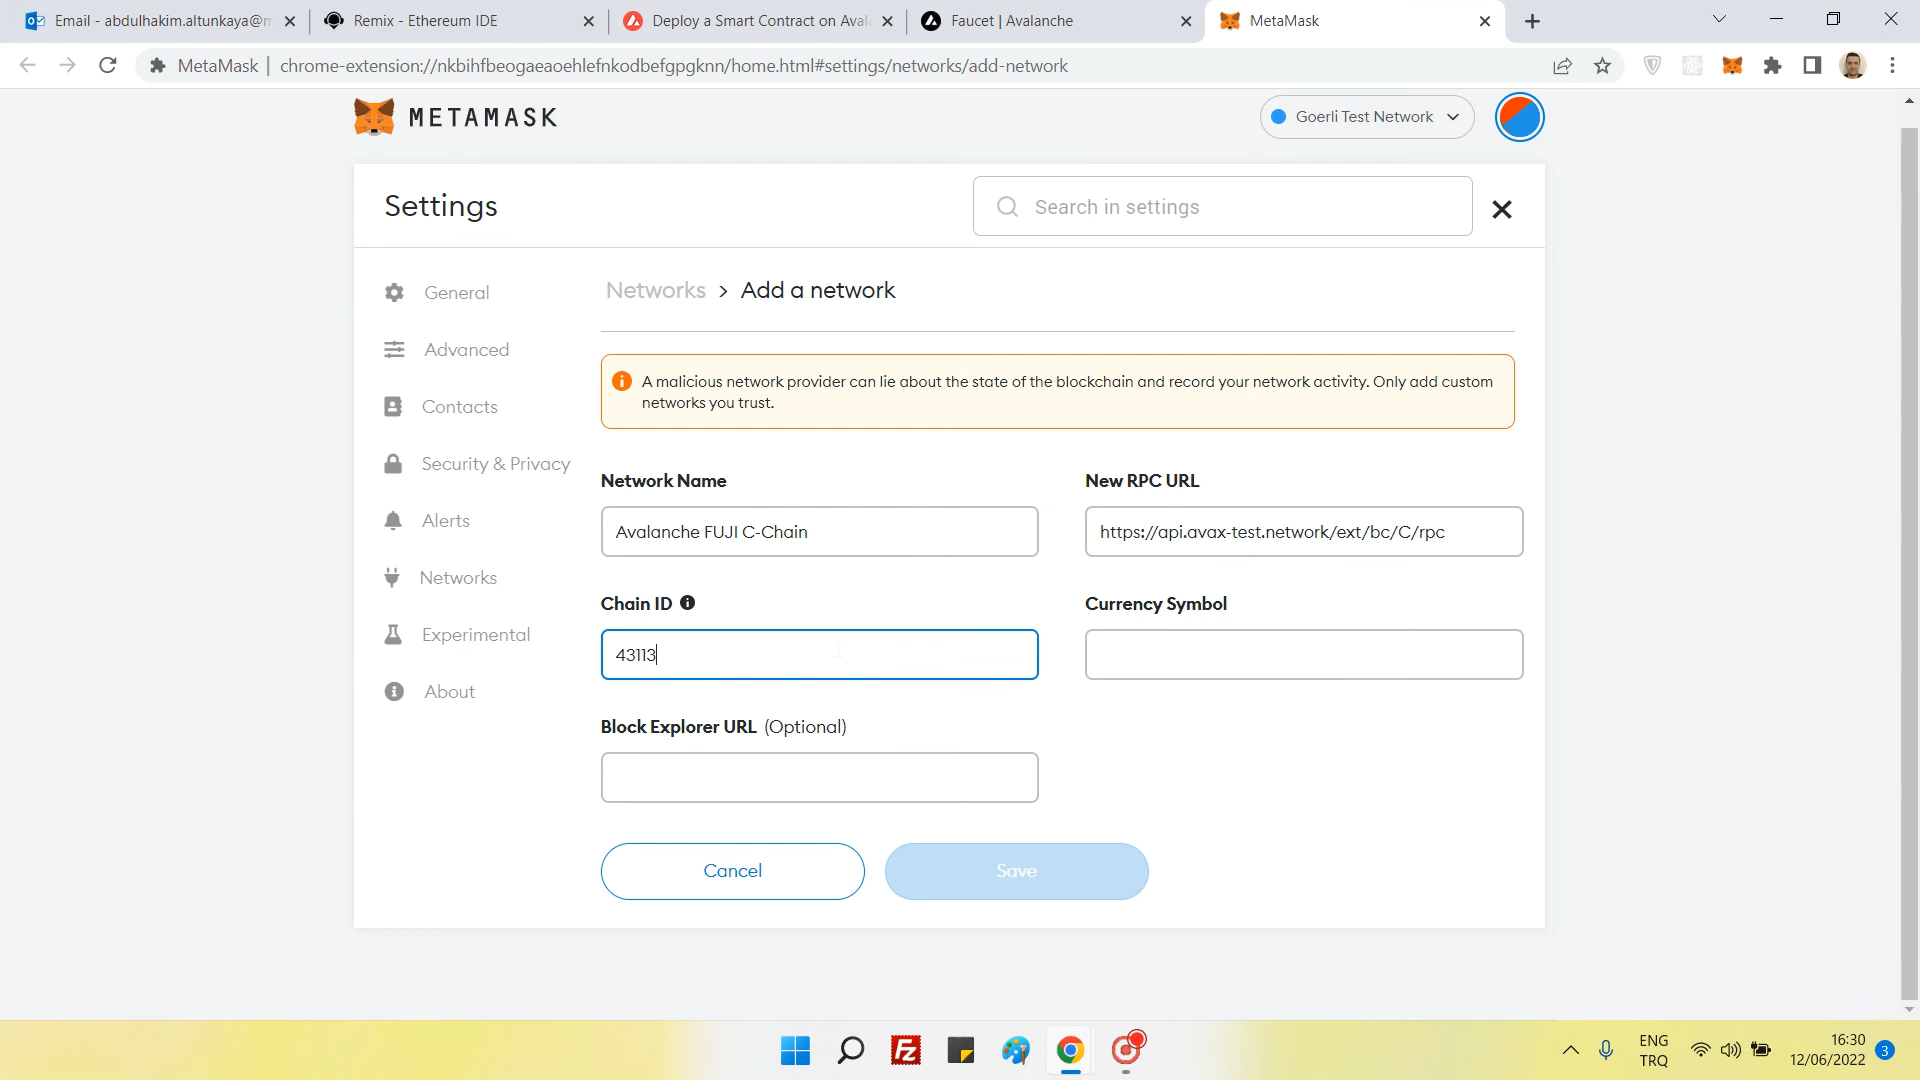 Email - abdulhakim.altunkaya@m
Remix - Ethereum IDE
Deploy a Smart Contract on Aval
Faucet | Avalanche
MetaMask
MetaMask | chrome-extension://nkbihfbeogaeaoehlefnkodbefgpgknn/home.html#settings/networks/add-network
METAMASK
Goerli Test Network
Settings
Search in settings
General
Advanced
Contacts
Security & Privacy
Alerts
Networks
Experimental
About
Networks > Add a network
A malicious network provider can lie about the state of the blockchain and record your network activity. Only add custom
networks you trust.
Network Name
New RPC URL
Avalanche FUJI C-Chain
https://api.avax-test.network/ext/bc/C/rpc
Chain ID
Currency Symbol
43113
Block Explorer URL (Optional)
Cancel
Save
ENG
TRQ
16:30
12/06/2022
3